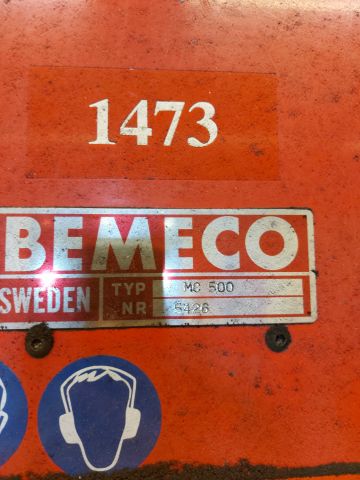 1473
BEMECO
SWEDEN TYP MC 500
NR 5426